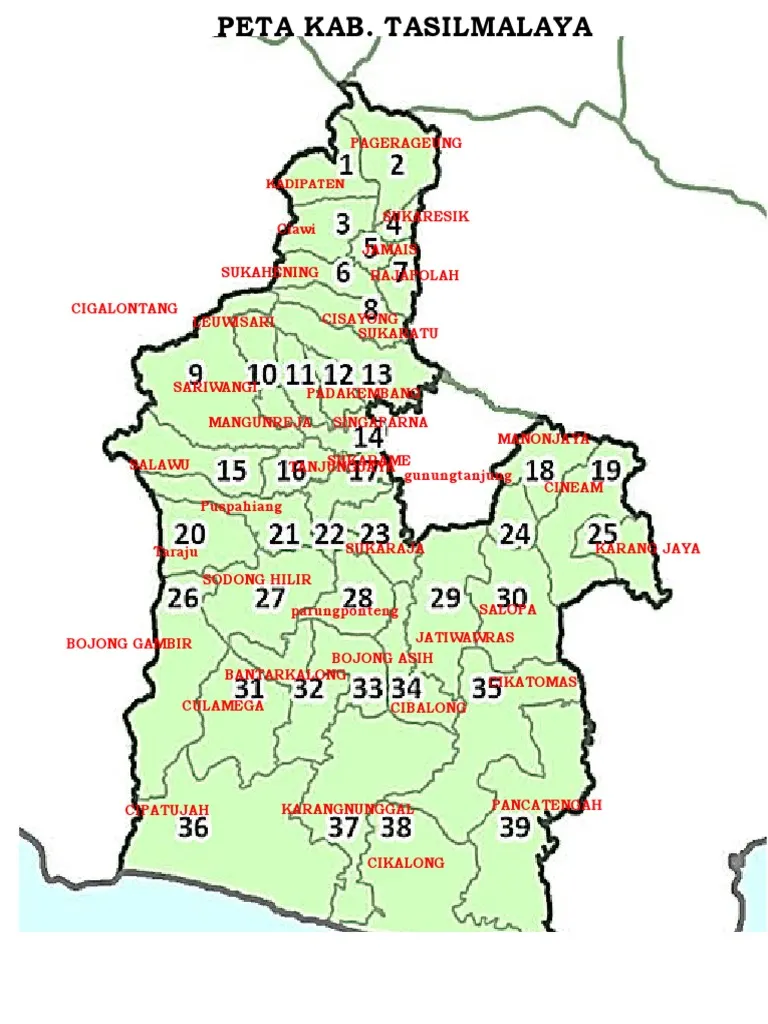 PETA KAB. TASILMALAYA
PAGERAGEUNG
1 2
KADIPATEN
SUKARESIK
3 4
Ciawi
5
JAMAIS
SUKAHENING 6 7 RAJAPOLAH
CIGALONTANG
8
LEUWISARI CISAYONG
SUKARATU
9 10 11 12 13
SARIWANGI
PADAKEMBANG
MANGUNREJA SINGAPARNA
14 MANONJAYA
SALAWU SUKARAME
15 16 TANJUNGJAYA 17 gunungtanjung 18 19
CINEAM
Puspahiang
20 21 22 23 24 25
Taraju SUKARAJA KARANG JAYA
SODONG HILIR
26 27 28 29 30
parungponteng SALOPA
BOJONG GAMBIR JATIWAWRAS
BOJONG ASIH
BANTARKALONG CIKATOMAS
31 32 33 34 35
CULAMEGA CIBALONG
CIPATUJAH KARANGNUNGGAL PANCATENGAH
36 37 38 39
CIKALONG